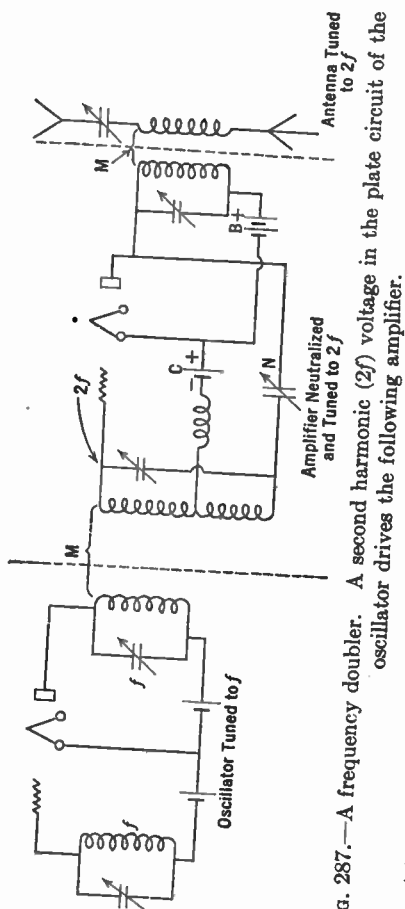 f
f
Oscillator Tuned to f
M
2f
C
+
−
N
Amplifier Neutralized
and Tuned to 2f
B
+
M
Antenna Tuned
to 2f
G. 287.—A frequency doubler. A second harmonic (2f) voltage in the plate circuit of the
oscillator drives the following amplifier.